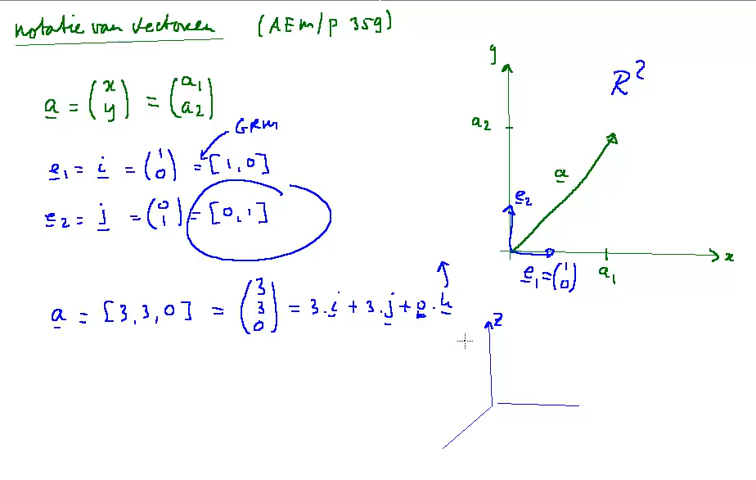 notatie van vectoren (AEM/p 359)
a = (x y) = (a1 a2)
GRM
e1 = i = (1 0) = [1,0]
e2 = j = (0 1) = [0,1]
a = [3,3,0] = (3 3 0) = 3.i + 3.j + 0.k
y
R²
a2
a
e2
x
e1 = (1 0)
a1
z